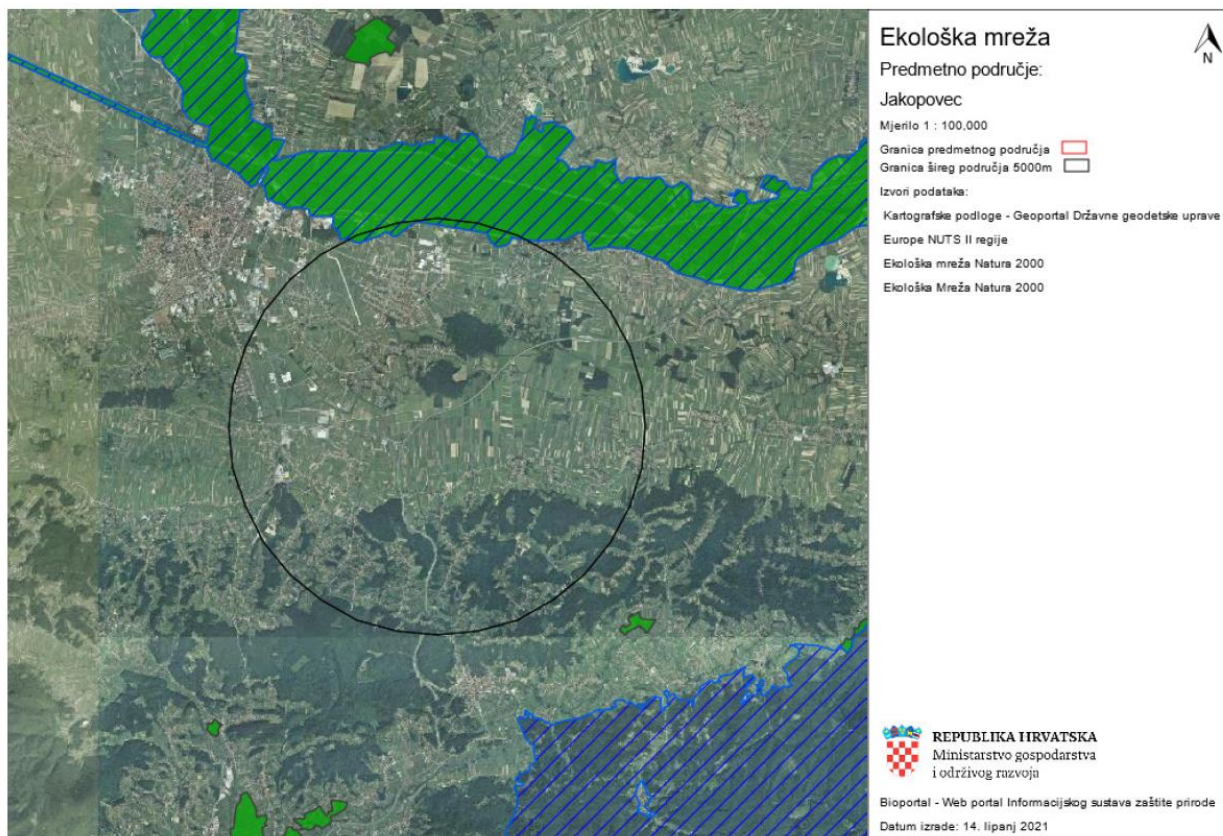 Ekološka mreža
Predmetno područje:
Jakopovec
Mjerilo 1 : 100,000
Granica predmetnog područja
Granica šireg područja 5000m
Izvori podataka:
Kartografske podloge - Geoportal Državne geodetske uprave
Europe NUTS II regije
Ekološka mreža Natura 2000
Ekološka Mreža Natura 2000
N
REPUBLIKA HRVATSKA
Ministarstvo gospodarstva
i održivog razvoja
Bioportal - Web portal Informacijskog sustava zaštite prirode
Datum izrade: 14. lipanj 2021